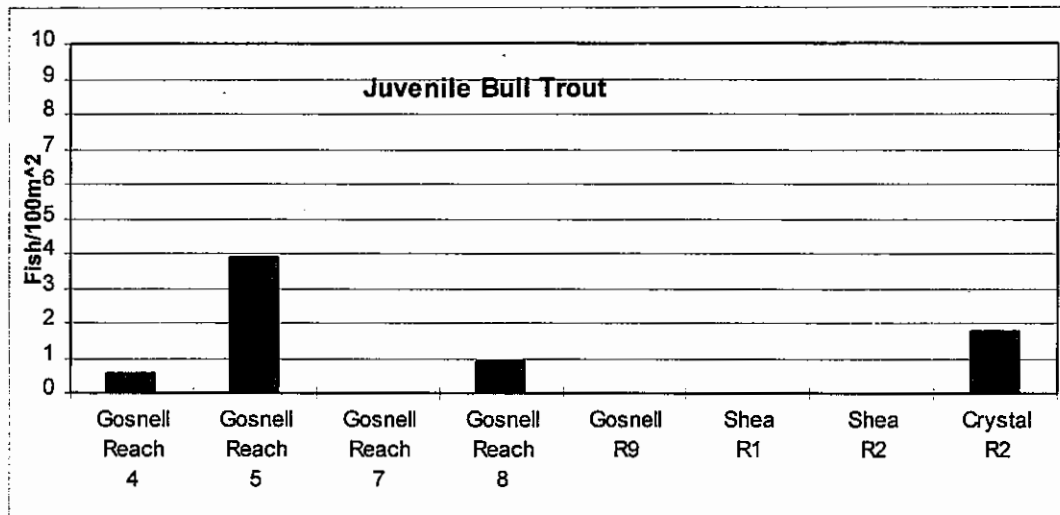 Juvenile Bull Trout
Fish/100m^2
10
9
8
7
6
5
4
3
2
1
0
Gosnell Reach 4
Gosnell Reach 5
Gosnell Reach 7
Gosnell Reach 8
Gosnell R9
Shea R1
Shea R2
Crystal R2